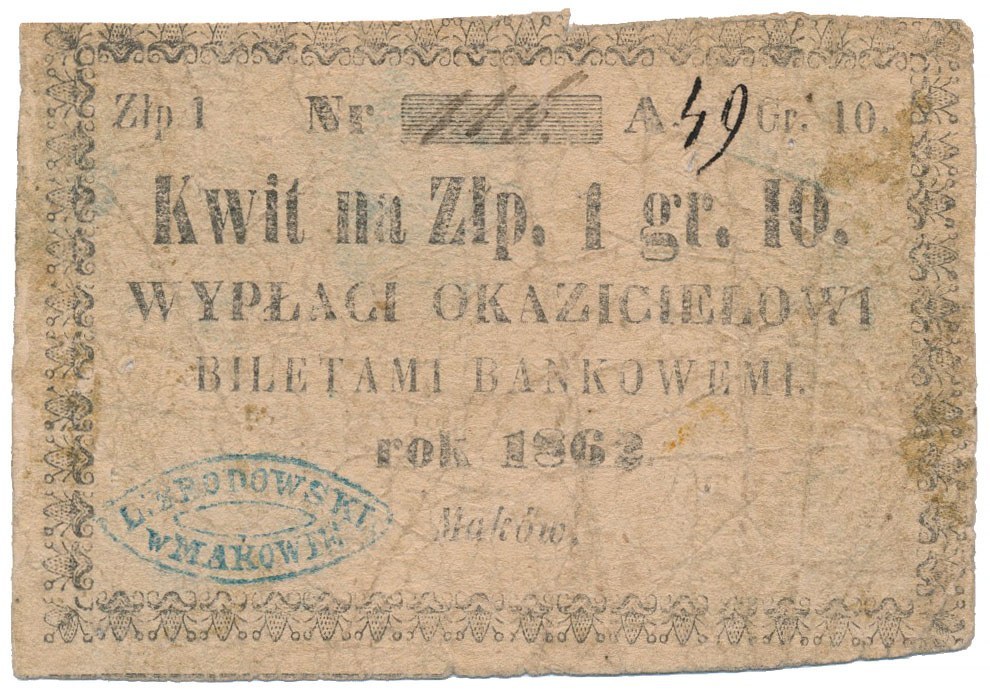 Złp 1 Nr 116. A. 49 Gr. 10.
Kwit na Złp. 1 gr. 10.
WYPŁACI OKAZICIELOWI
BILETAMI BANKOWEMI.
rok 1862
Maków.
W MAKOWIE